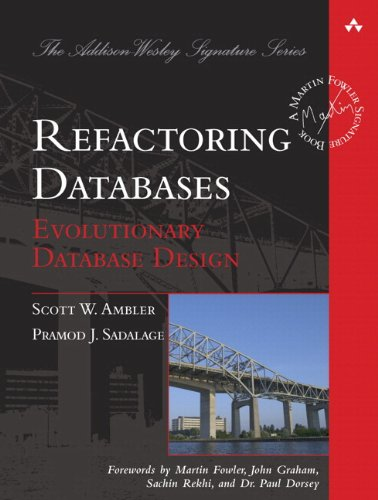 The Addison-Wesley Signature Series
A MARTIN FOWLER SIGNATURE BOOK
Martin
REFACTORING
DATABASES
EVOLUTIONARY
DATABASE DESIGN
SCOTT W. AMBLER
PRAMOD J. SADALAGE
Forewords by Martin Fowler, John Graham,
Sachin Rekhi, and Dr. Paul Dorsey